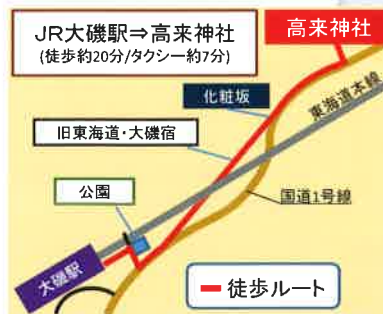 JR大磯駅⇒高来神社
(徒歩約20分/タクシー約7分)
高来神社
化粧坂
東海道本線
旧東海道・大磯宿
公園
国道1号線
大磯駅
徒歩ルート